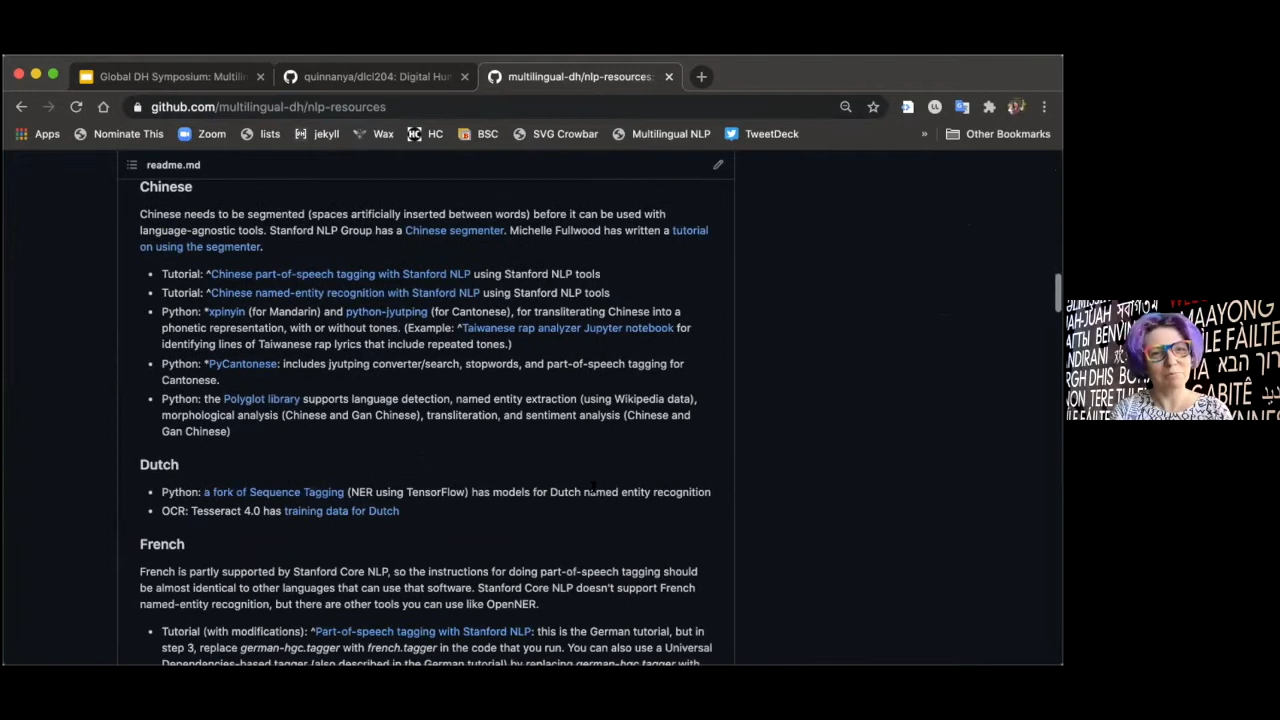 Global DH Symposium: Multilin
quinnanya/dlcl204: Digital Hun
multilingual-dh/nlp-resources:
github.com/multilingual-dh/nlp-resources
Apps
Nominate This
Zoom
lists
jekyll
Wax
HC
BSC
SVG Crowbar
Multilingual NLP
TweetDeck
»
Other Bookmarks
readme.md
Chinese
Chinese needs to be segmented (spaces artificially inserted between words) before it can be used with
language-agnostic tools. Stanford NLP Group has a Chinese segmenter. Michelle Fullwood has written a tutorial
on using the segmenter.
• Tutorial: ^Chinese part-of-speech tagging with Stanford NLP using Stanford NLP tools
• Tutorial: ^Chinese named-entity recognition with Stanford NLP using Stanford NLP tools
• Python: *xpinyin (for Mandarin) and python-jyutping (for Cantonese), for transliterating Chinese into a
phonetic representation, with or without tones. (Example: ^Taiwanese rap analyzer Jupyter notebook for
identifying lines of Taiwanese rap lyrics that include repeated tones.)
• Python: *PyCantonese: includes jyutping converter/search, stopwords, and part-of-speech tagging for
Cantonese.
• Python: the Polyglot library supports language detection, named entity extraction (using Wikipedia data),
morphological analysis (Chinese and Gan Chinese), transliteration, and sentiment analysis (Chinese and
Gan Chinese)
Dutch
• Python: a fork of Sequence Tagging (NER using TensorFlow) has models for Dutch named entity recognition
• OCR: Tesseract 4.0 has training data for Dutch
French
French is partly supported by Stanford Core NLP, so the instructions for doing part-of-speech tagging should
be almost identical to other languages that can use that software. Stanford Core NLP doesn't support French
named-entity recognition, but there are other tools you can use like OpenNER.
• Tutorial (with modifications): ^Part-of-speech tagging with Stanford NLP: this is the German tutorial, but in
step 3, replace german-hgc.tagger with french.tagger in the code that you run. You can also use a Universal
Dependencies-based tagger (also described in the German tutorial) by replacing german-hgc.tagger with
MAAYONG
FÀILTE
ברוך הבא